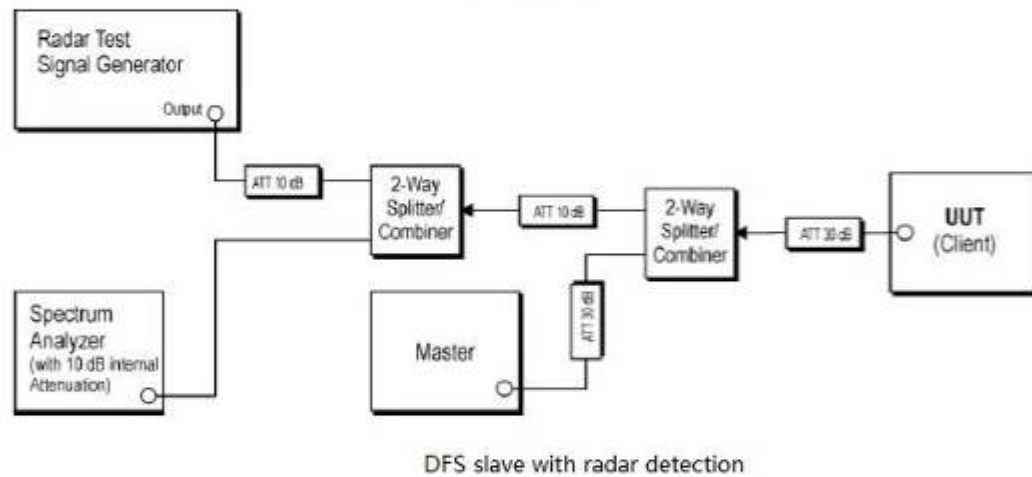 Radar Test
Signal Generator
Output
ATT 10 dB
2-Way
Splitter/
Combiner
ATT 10 dB
2-Way
Splitter/
Combiner
ATT 30 dB
UUT
(Client)
Spectrum
Analyzer
(with 10 dB internal
Attenuation)
Master
ATT 30 dB
DFS slave with radar detection